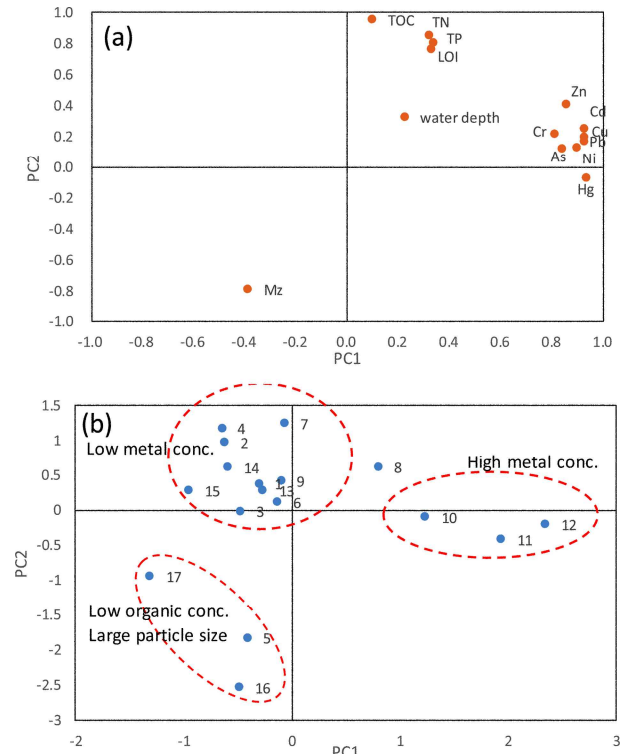 (a)
1.0
0.8
0.6
0.4
0.2
0.0
-0.2
-0.4
-0.6
-0.8
-1.0
PC2
TOC
TN
TP
LOI
water depth
Zn
Cd
Cr
Cu
Pb
As
Ni
Hg
Mz
-1.0 -0.8 -0.6 -0.4 -0.2 0.0 0.2 0.4 0.6 0.8 1.0
PC1
(b)
1.5
1
0.5
0
-0.5
-1
-1.5
-2
-2.5
-3
PC2
4
7
2
Low metal conc.
High metal conc.
14
8
1
9
15
13
6
3
10
12
11
17
Low organic conc.
Large particle size
5
16
-2 -1 0 1 2 3
PC1